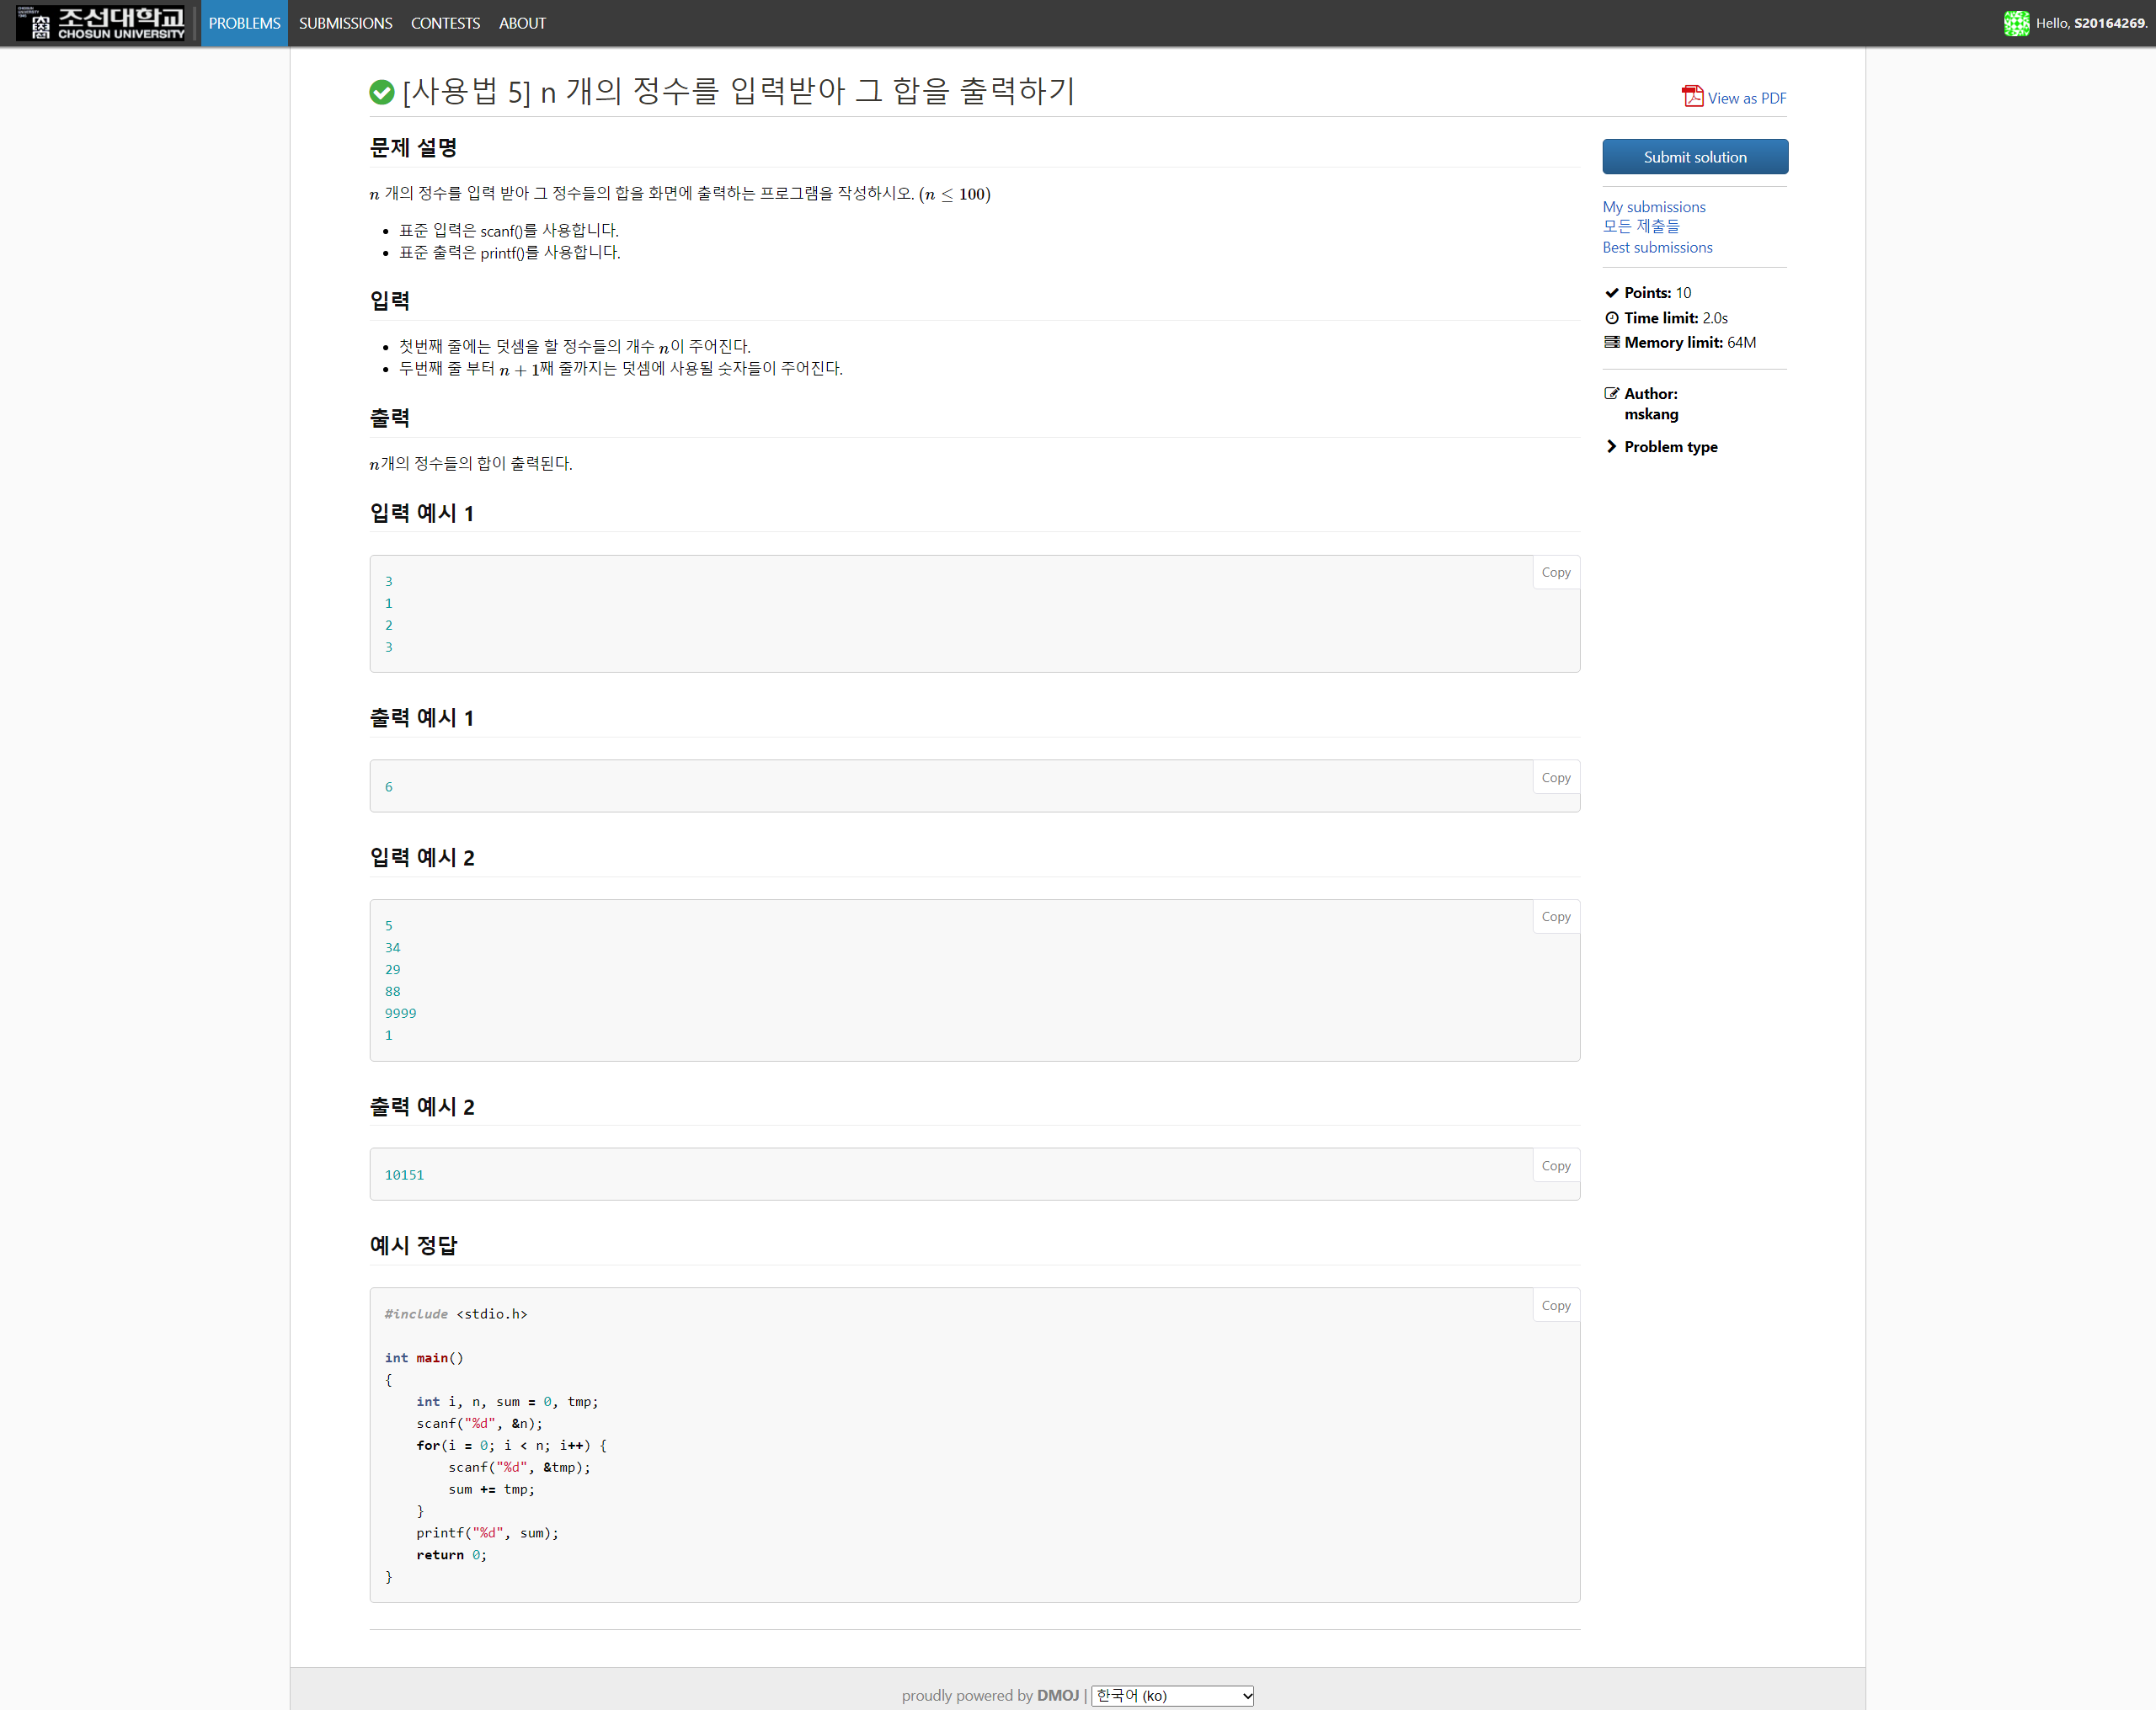 CHOSUN UNIVERSITY 조선대학교
CHOSUN UNIVERSITY
PROBLEMS SUBMISSIONS CONTESTS ABOUT
Hello, S20164269.
[사용법 5] n 개의 정수를 입력받아 그 합을 출력하기
View as PDF
문제 설명
n 개의 정수를 입력 받아 그 정수들의 합을 화면에 출력하는 프로그램을 작성하시오. (n ≤ 100)
• 표준 입력은 scanf()를 사용합니다.
• 표준 출력은 printf()를 사용합니다.
입력
• 첫번째 줄에는 덧셈을 할 정수들의 개수 n이 주어진다.
• 두번째 줄 부터 n + 1째 줄까지는 덧셈에 사용될 숫자들이 주어진다.
출력
n개의 정수들의 합이 출력된다.
입력 예시 1
Copy
3
1
2
3
출력 예시 1
Copy
6
입력 예시 2
Copy
5
34
29
88
9999
1
출력 예시 2
Copy
10151
예시 정답
Copy
#include <stdio.h>
int main()
{
    int i, n, sum = 0, tmp;
    scanf("%d", &n);
    for(i = 0; i < n; i++) {
        scanf("%d", &tmp);
        sum += tmp;
    }
    printf("%d", sum);
    return 0;
}
Submit solution
My submissions
모든 제출들
Best submissions
Points: 10
Time limit: 2.0s
Memory limit: 64M
Author:
mskang
Problem type
proudly powered by DMOJ | 한국어 (ko)